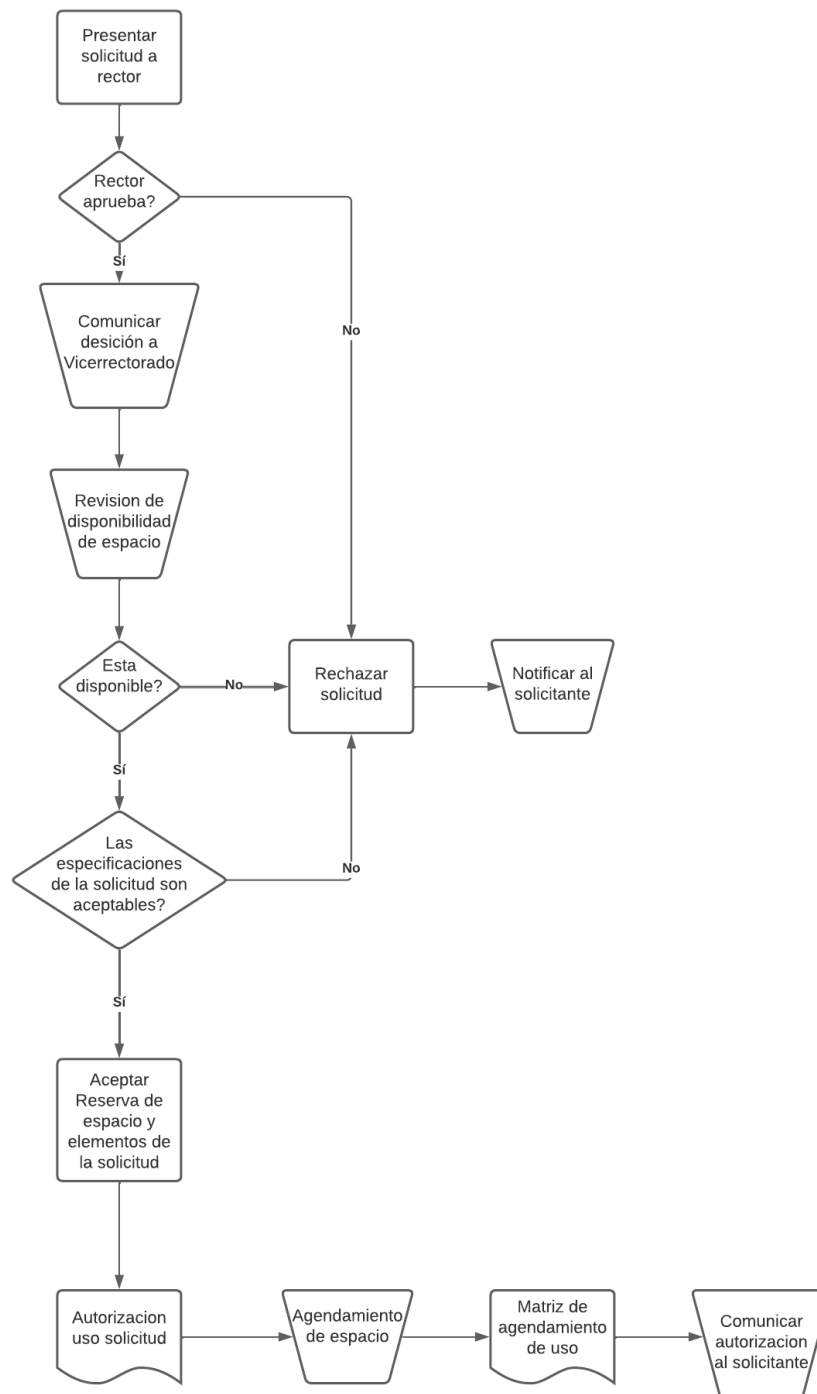 Presentar
solicitud a
rector
Rector
aprueba?
Sí
No
Comunicar
desición a
Vicerrectorado
Revision de
disponibilidad
de espacio
Esta
disponible?
No
Rechazar
solicitud
Notificar al
solicitante
Sí
Las
especificaciones
de la solicitud son
aceptables?
No
Sí
Aceptar
Reserva de
espacio y
elementos de
la solicitud
Autorizacion
uso solicitud
Agendamiento
de espacio
Matriz de
agendamiento
de uso
Comunicar
autorizacion
al solicitante